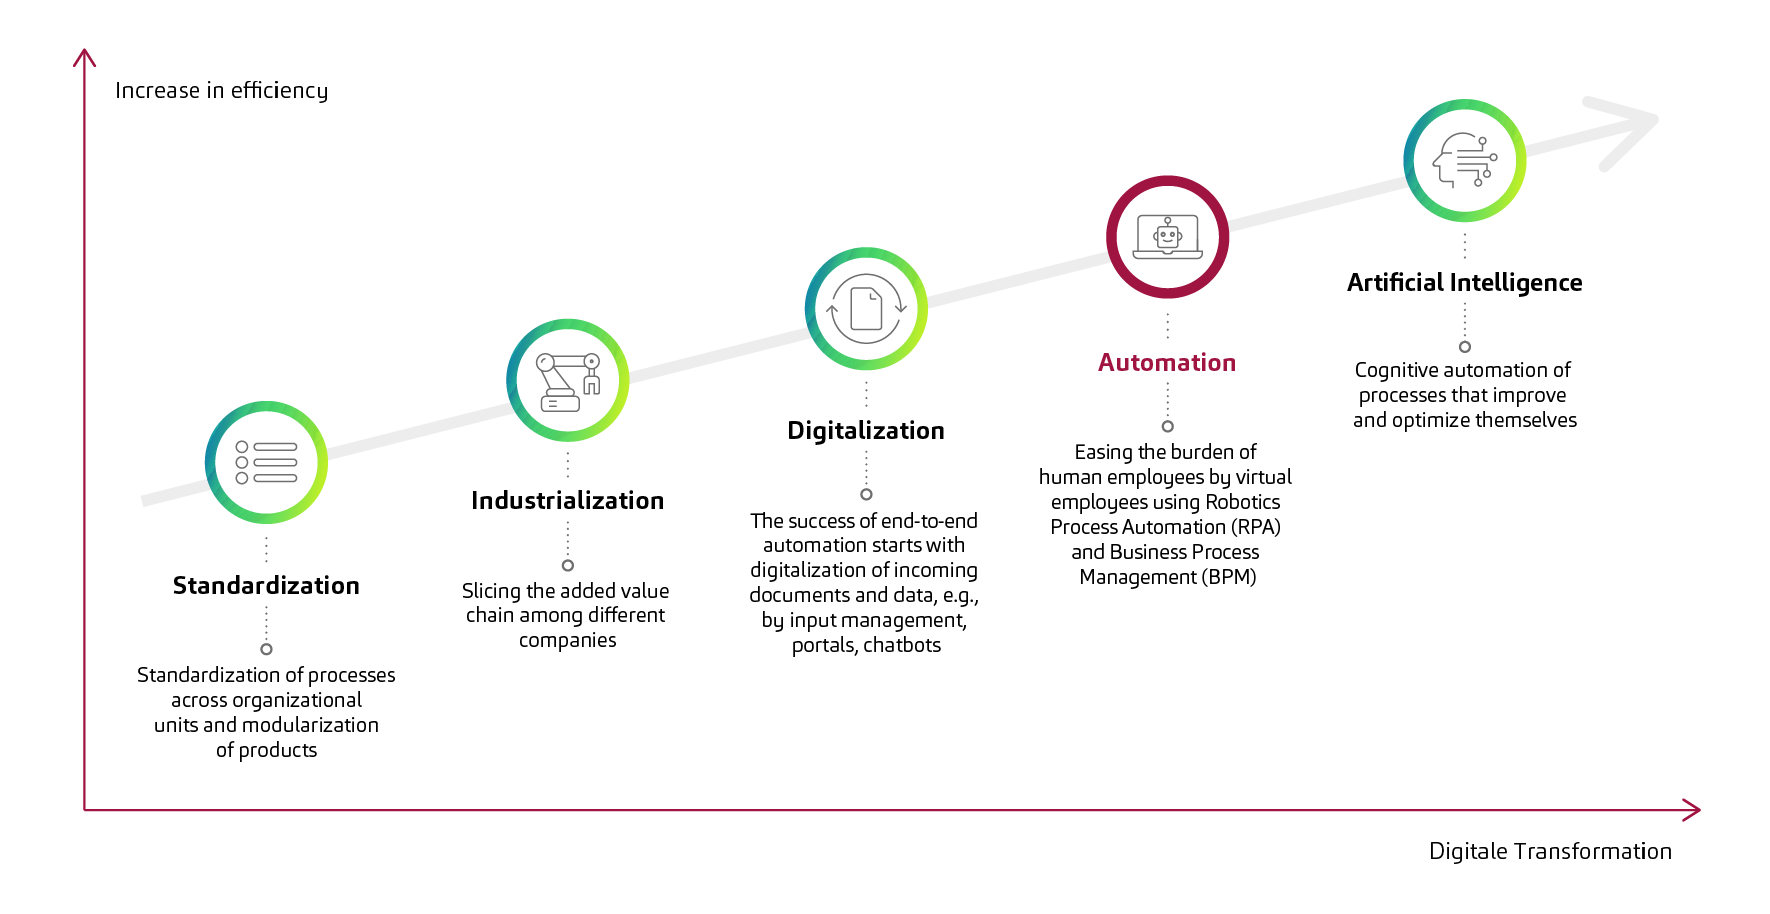 Increase in efficiency
Standardization
Standardization of processes
across organizational
units and modularization
of products
Industrialization
Slicing the added value
chain among different
companies
Digitalization
The success of end-to-end
automation starts with
digitalization of incoming
documents and data, e.g.,
by input management,
portals, chatbots
Automation
Easing the burden of
human employees by virtual
employees using Robotics
Process Automation (RPA)
and Business Process
Management (BPM)
Artificial Intelligence
Cognitive automation of
processes that improve
and optimize themselves
Digitale Transformation